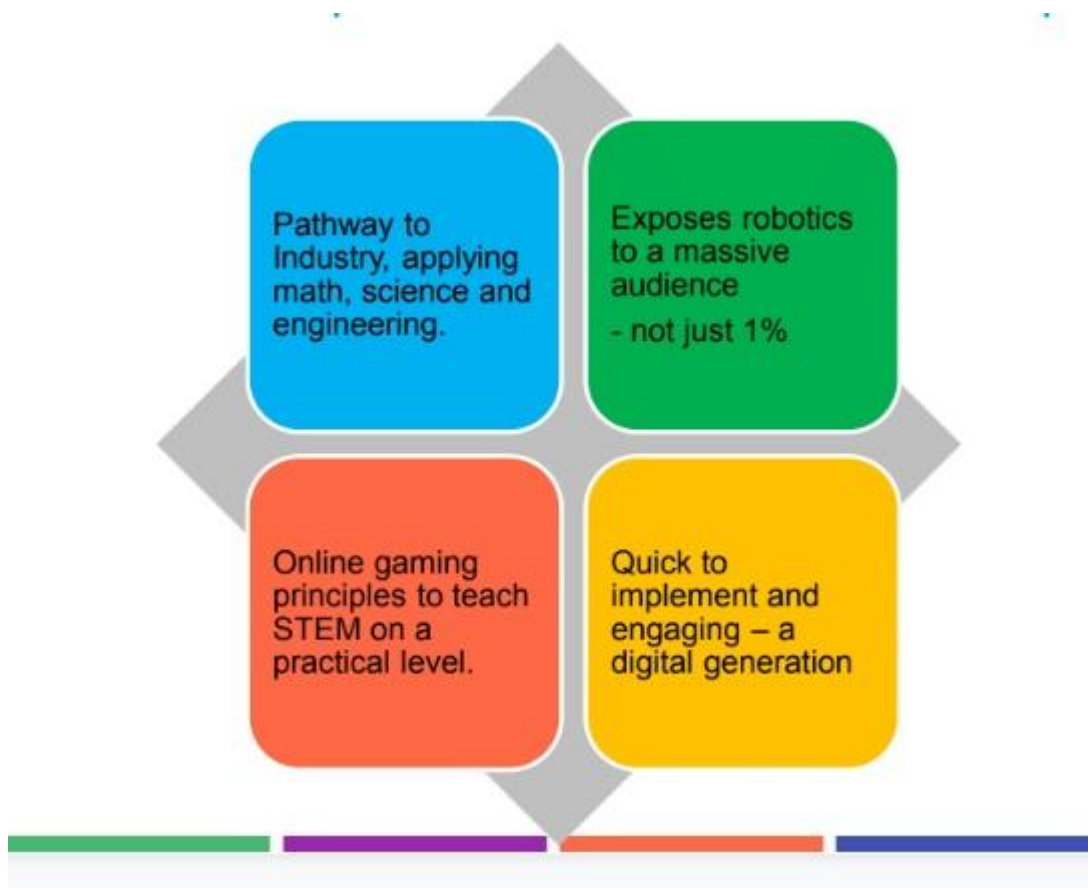 Pathway to
Industry, applying
math, science and
engineering.
Exposes robotics
to a massive
audience
- not just 1%
Online gaming
principles to teach
STEM on a
practical level.
Quick to
implement and
engaging – a
digital generation